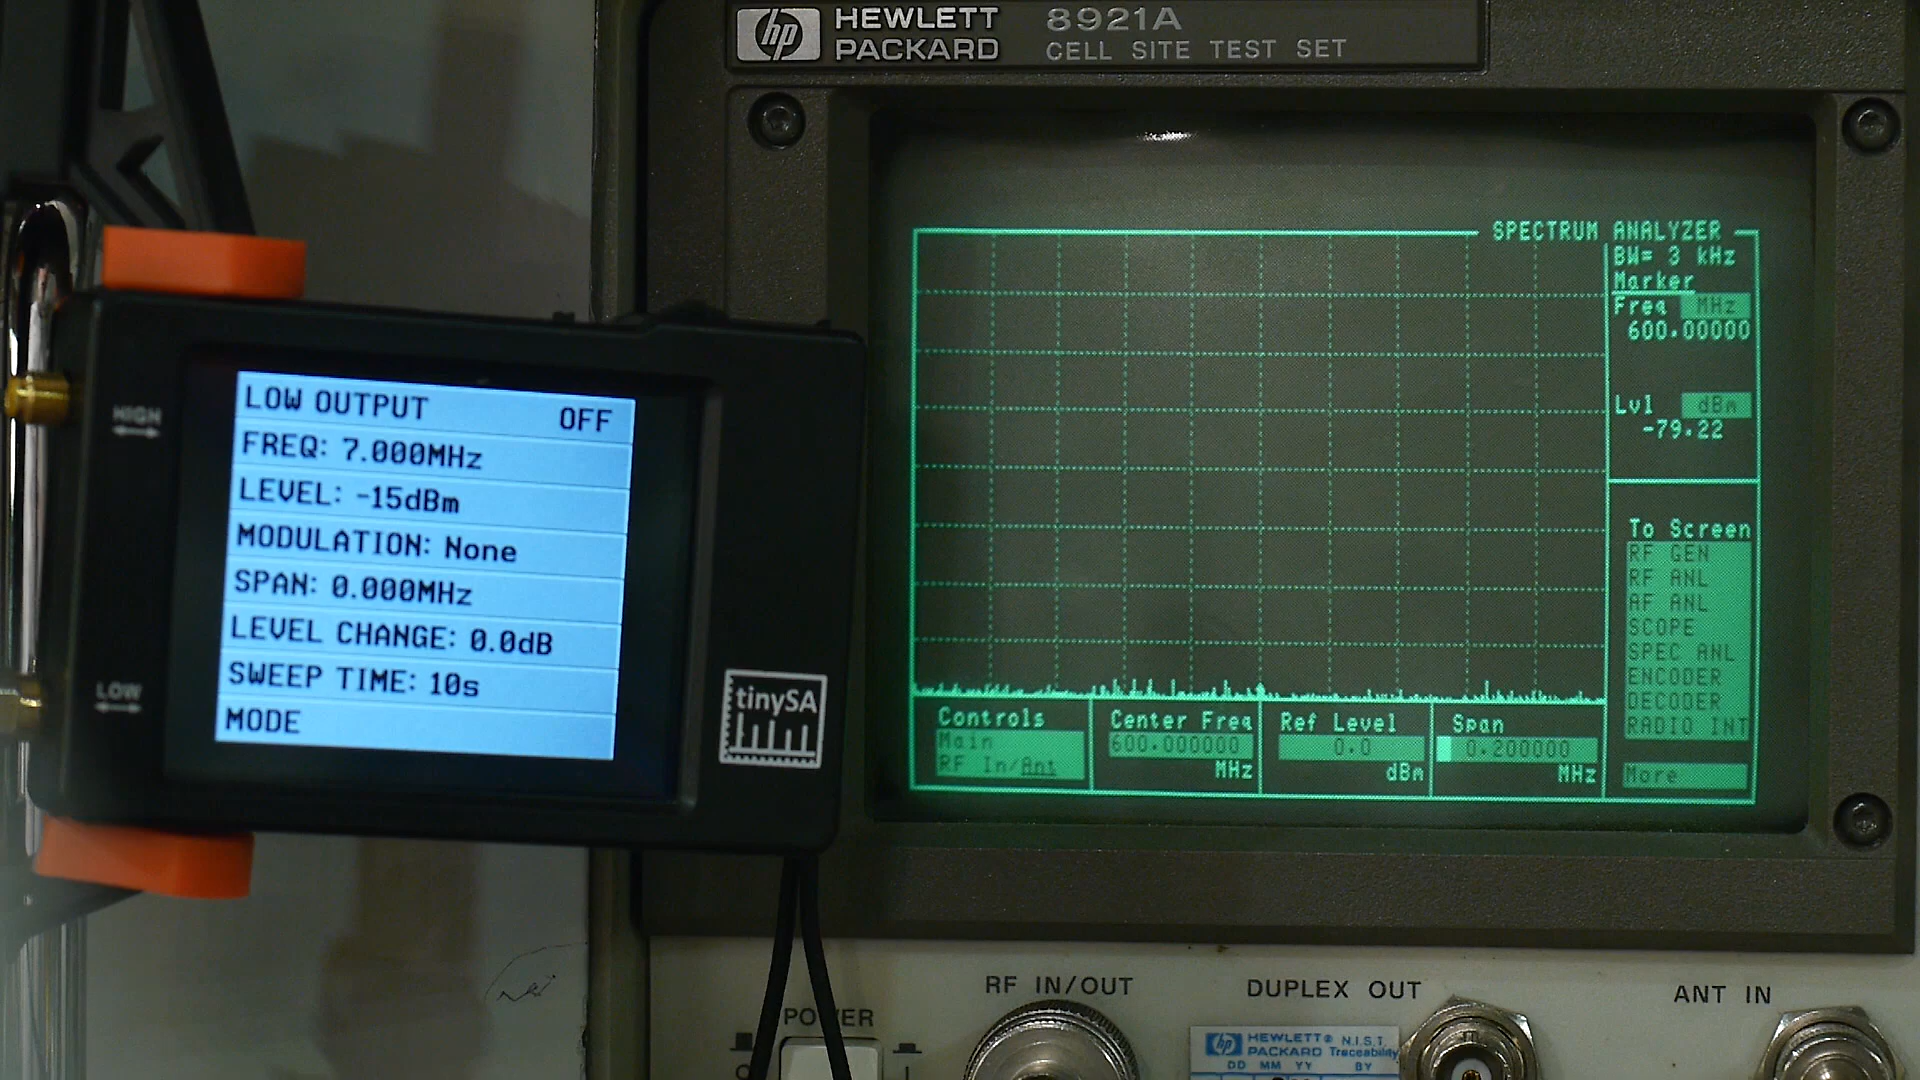 HEWLETT
PACKARD
hp
8921A
CELL SITE TEST SET
HIGH
LOW
LOW OUTPUT OFF
FREQ: 7.000MHz
LEVEL: -15dBm
MODULATION: None
SPAN: 0.000MHz
LEVEL CHANGE: 0.0dB
SWEEP TIME: 10s
MODE
tinySA
SPECTRUM ANALYZER
BW= 3 kHz
Marker
Freq MHz
600.00000
Lvl dBm
-79.22
To Screen
RF GEN
RF ANL
AF ANL
SCOPE
SPEC ANL
ENCODER
DECODER
RADIO INT
More
Controls
Main
RF In/Ant
Center Freq
600.000000
MHz
Ref Level
0.0
dBm
Span
0.200000
MHz
POWER
RF IN/OUT
DUPLEX OUT
ANT IN
hp HEWLETT® N.I.S.T.
PACKARD Traceability
DD MM YY BY